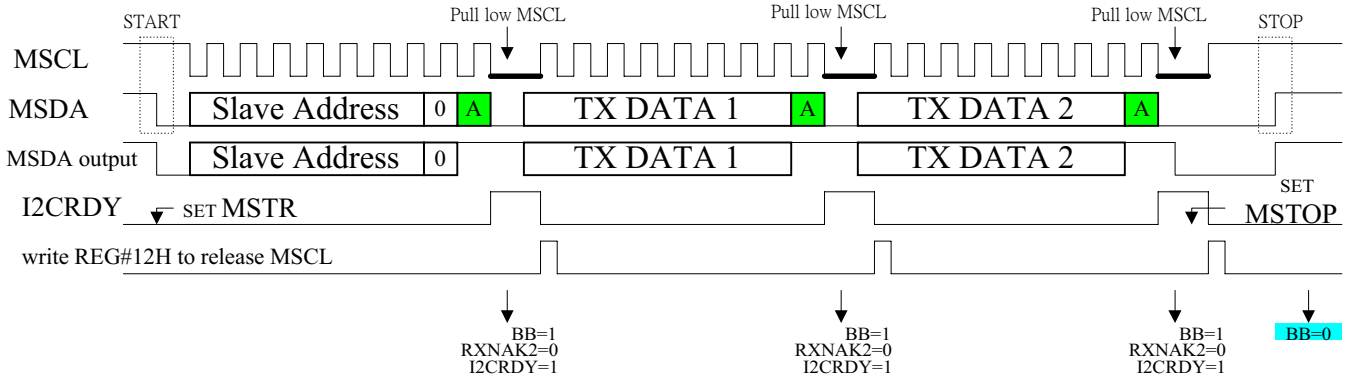 START
Pull low MSCL
Pull low MSCL
Pull low MSCL
STOP
MSCL
MSDA
Slave Address 0 A
TX DATA 1 A
TX DATA 2 A
MSDA output
Slave Address 0
TX DATA 1
TX DATA 2
I2CRDY
SET MSTR
SET
MSTOP
write REG#12H to release MSCL
BB=1
RXNAK2=0
I2CRDY=1
BB=1
RXNAK2=0
I2CRDY=1
BB=1
RXNAK2=0
I2CRDY=1
BB=0